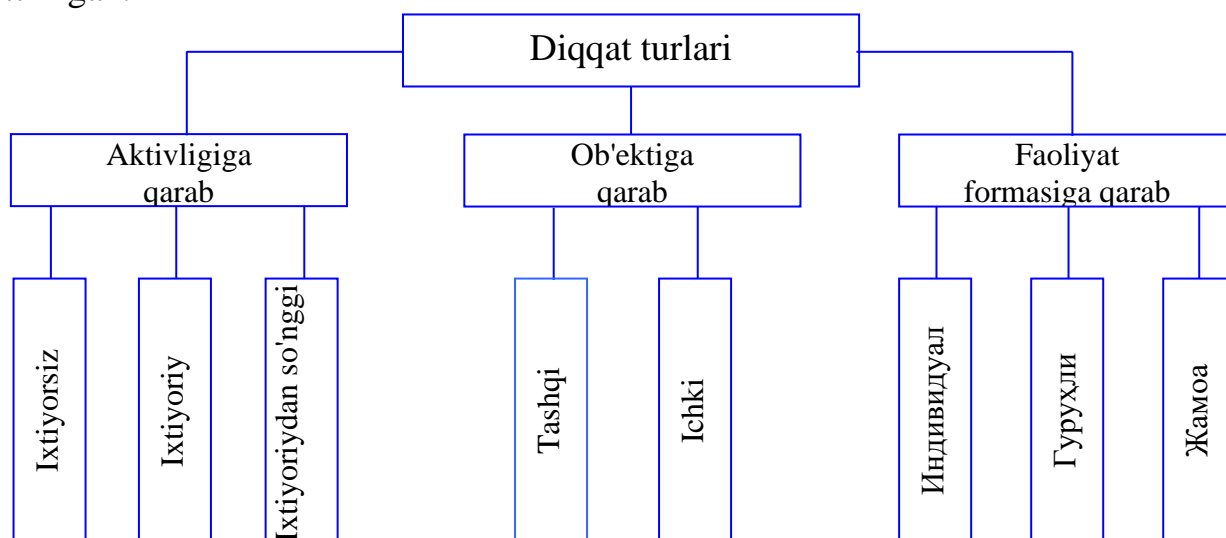 Diqqat turlari
Aktivligiga
qarab
Ob'ektiga
qarab
Faoliyat
formasiga qarab
Ixtiyorsiz
Ixtiyoriy
Ixtiyoriydan so'nggi
Tashqi
Ichki
Индивидуал
Гуруҳли
Жамоа